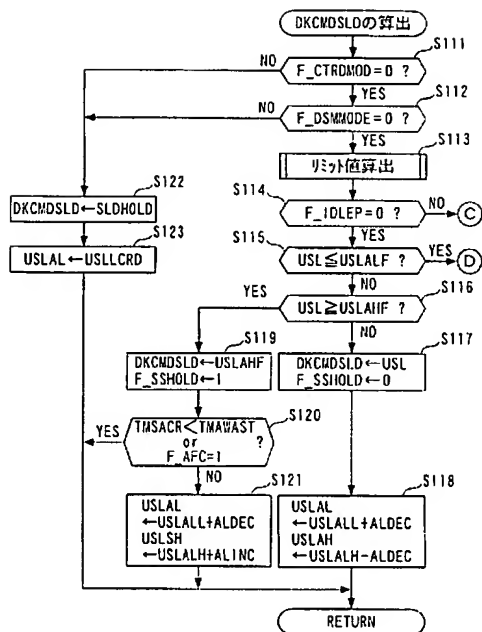 DKCMDSLDの算出
S111
F_CTRDMOD=0 ?
NO
YES
S112
F_DSMMODE=0 ?
NO
YES
S113
リミット値算出
S114
F_IDLEP=0 ?
NO
C
YES
S115
USL≦USLALF ?
YES
D
NO
S116
USL≧USLAHF ?
YES
NO
S122
DKCMDSLD←SLDHOLD
S123
USLAL←USLLCRD
S119
DKCMDSLD←USLAHF
F_SSHOLD←1
S117
DKCMDSLD←USL
F_SSHOLD←0
S120
TMSACR<TMAWAST
or ?
F_AFC=1
YES
NO
S121
USLAL
←USLALL+ALDEC
USLSH
←USLALH+ALINC
S118
USLAL
←USLALL+ALDEC
USLAH
←USLALH-ALDEC
RETURN